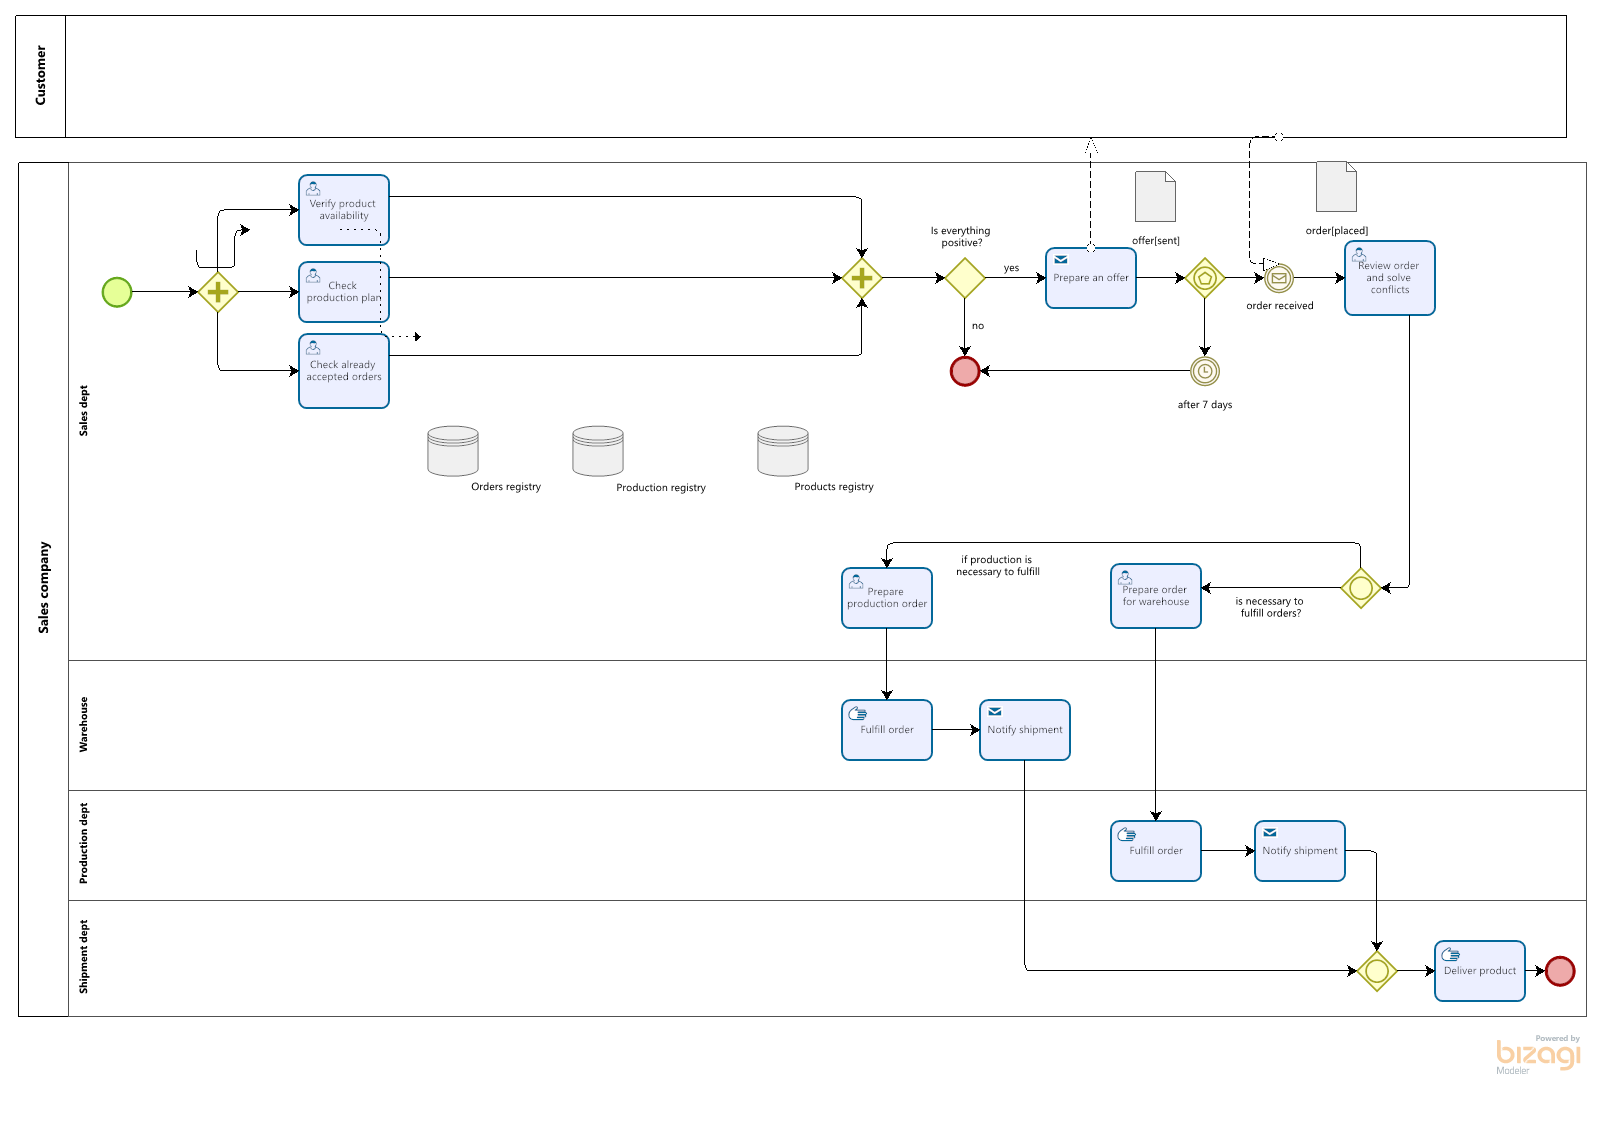 Customer
Sales company
Sales dept
Verify product
availability
Check
production plan
Check already
accepted orders
Is everything
positive?
yes
no
Prepare an offer
offer[sent]
order[placed]
order received
after 7 days
Review order
and solve
conflicts
Orders registry
Production registry
Products registry
if production is
necessary to fulfill
Prepare
production order
Prepare order
for warehouse
is necessary to
fulfill orders?
Warehouse
Fulfill order
Notify shipment
Production dept
Fulfill order
Notify shipment
Shipment dept
Deliver product
Powered by
bizagi
Modeler